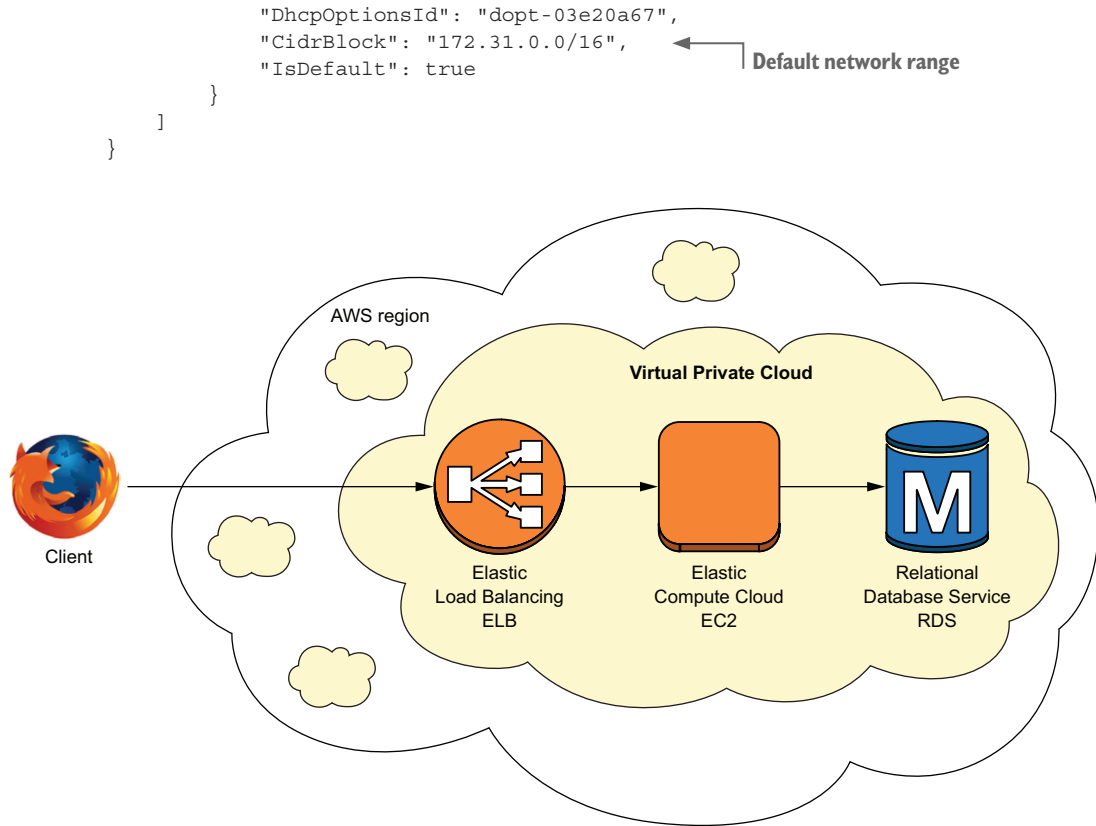 "DhcpOptionsId": "dopt-03e20a67",
"CidrBlock": "172.31.0.0/16",
Default network range
"IsDefault": true
}
]
}
AWS region
Virtual Private Cloud
M
Client
Elastic
Load Balancing
ELB
Elastic
Compute Cloud
EC2
Relational
Database Service
RDS